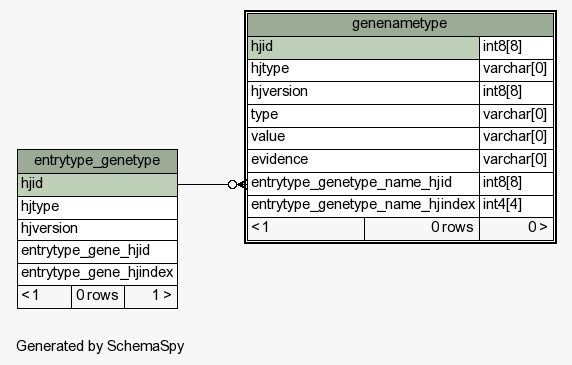 genenametype
hjid int8[8]
hjtype varchar[0]
hjversion int8[8]
type varchar[0]
value varchar[0]
evidence varchar[0]
entrytype_genetype_name_hjid int8[8]
entrytype_genetype_name_hjindex int4[4]
< 1 0 rows 0 >
entrytype_genetype
hjid
hjtype
hjversion
entrytype_gene_hjid
entrytype_gene_hjindex
< 1 0 rows 1 >
Generated by SchemaSpy